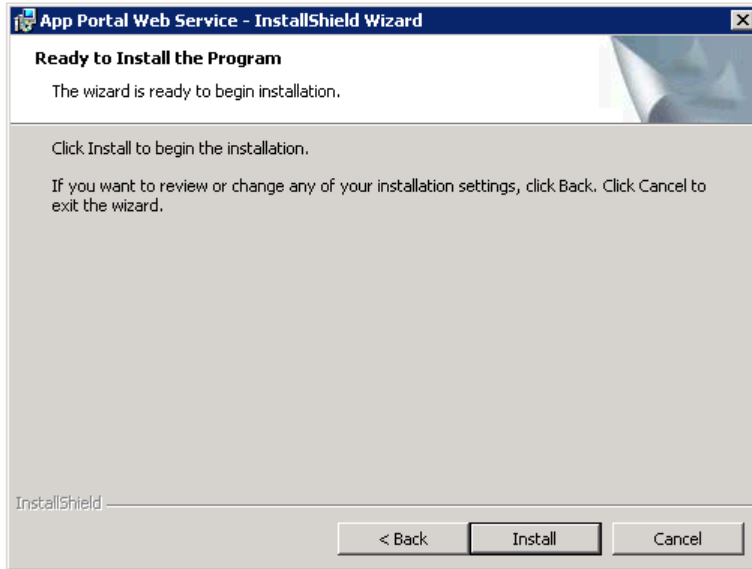 App Portal Web Service - InstallShield Wizard
Ready to Install the Program
The wizard is ready to begin installation.
Click Install to begin the installation.
If you want to review or change any of your installation settings, click Back. Click Cancel to
exit the wizard.
InstallShield
< Back Install Cancel